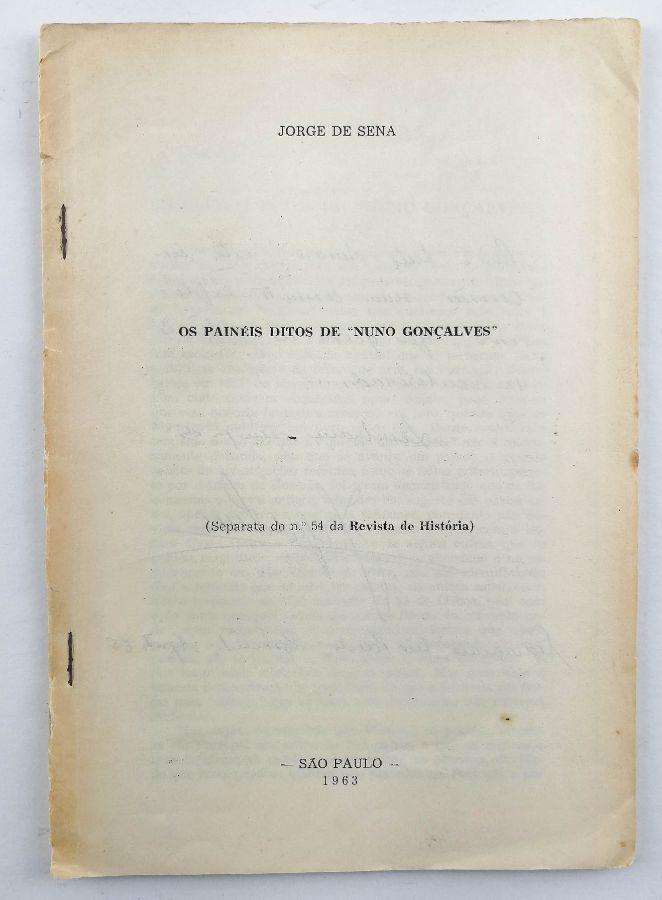 JORGE DE SENA
OS PAINÉIS DITOS DE "NUNO GONÇALVES"
(Separata do n.º 54 da Revista de História)
— SÃO PAULO —
1963